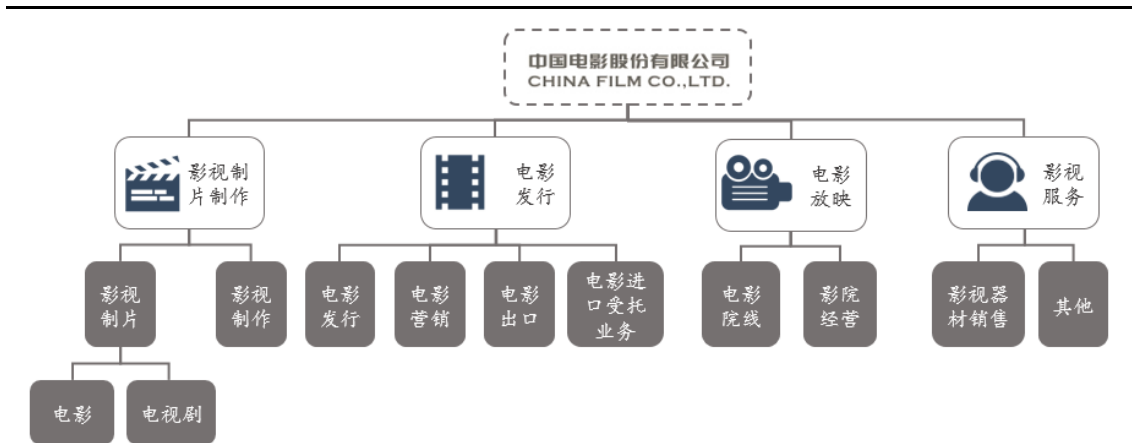 中国电影股份有限公司
CHINA FILM CO.,LTD.
影视制
片制作
电影
发行
电影
放映
影视
服务
影视
制片
影视
制作
电影
发行
电影
营销
电影
出口
电影进
口受托
业务
电影
院线
影院
经营
影视器
材销售
其他
电影
电视剧